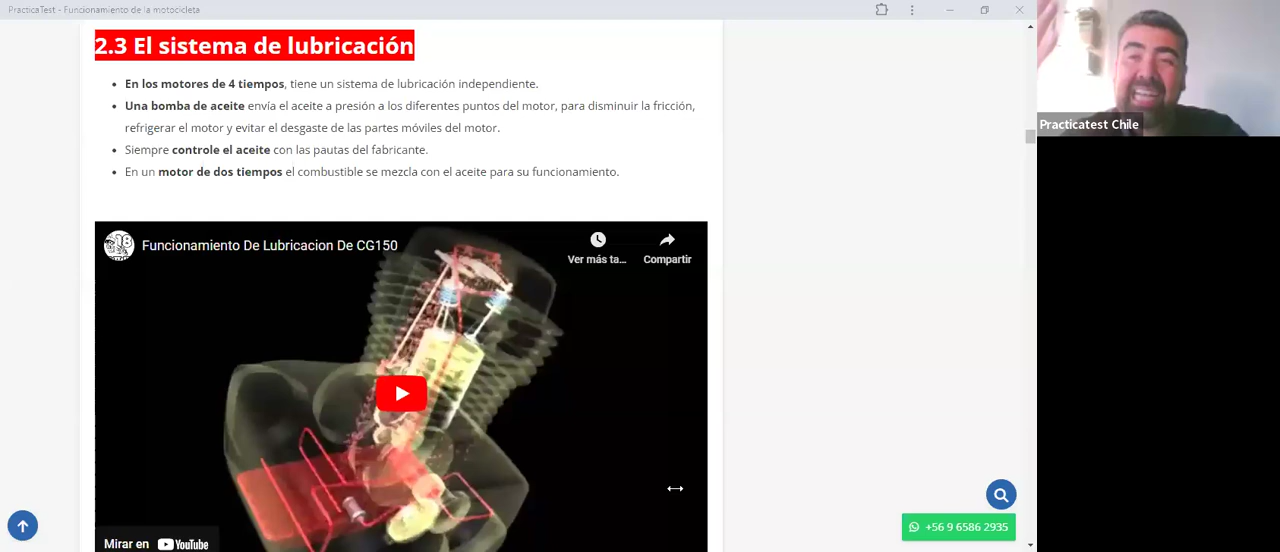 PracticaTest - Funcionamiento de la motocicleta
2.3 El sistema de lubricación
En los motores de 4 tiempos, tiene un sistema de lubricación independiente.
Una bomba de aceite envía el aceite a presión a los diferentes puntos del motor, para disminuir la fricción,
refrigerar el motor y evitar el desgaste de las partes móviles del motor.
Siempre controle el aceite con las pautas del fabricante.
En un motor de dos tiempos el combustible se mezcla con el aceite para su funcionamiento.
18
Funcionamiento De Lubricacion De CG150
Ver más ta...
Compartir
Mirar en YouTube
+56 9 6586 2935
Practicatest Chile